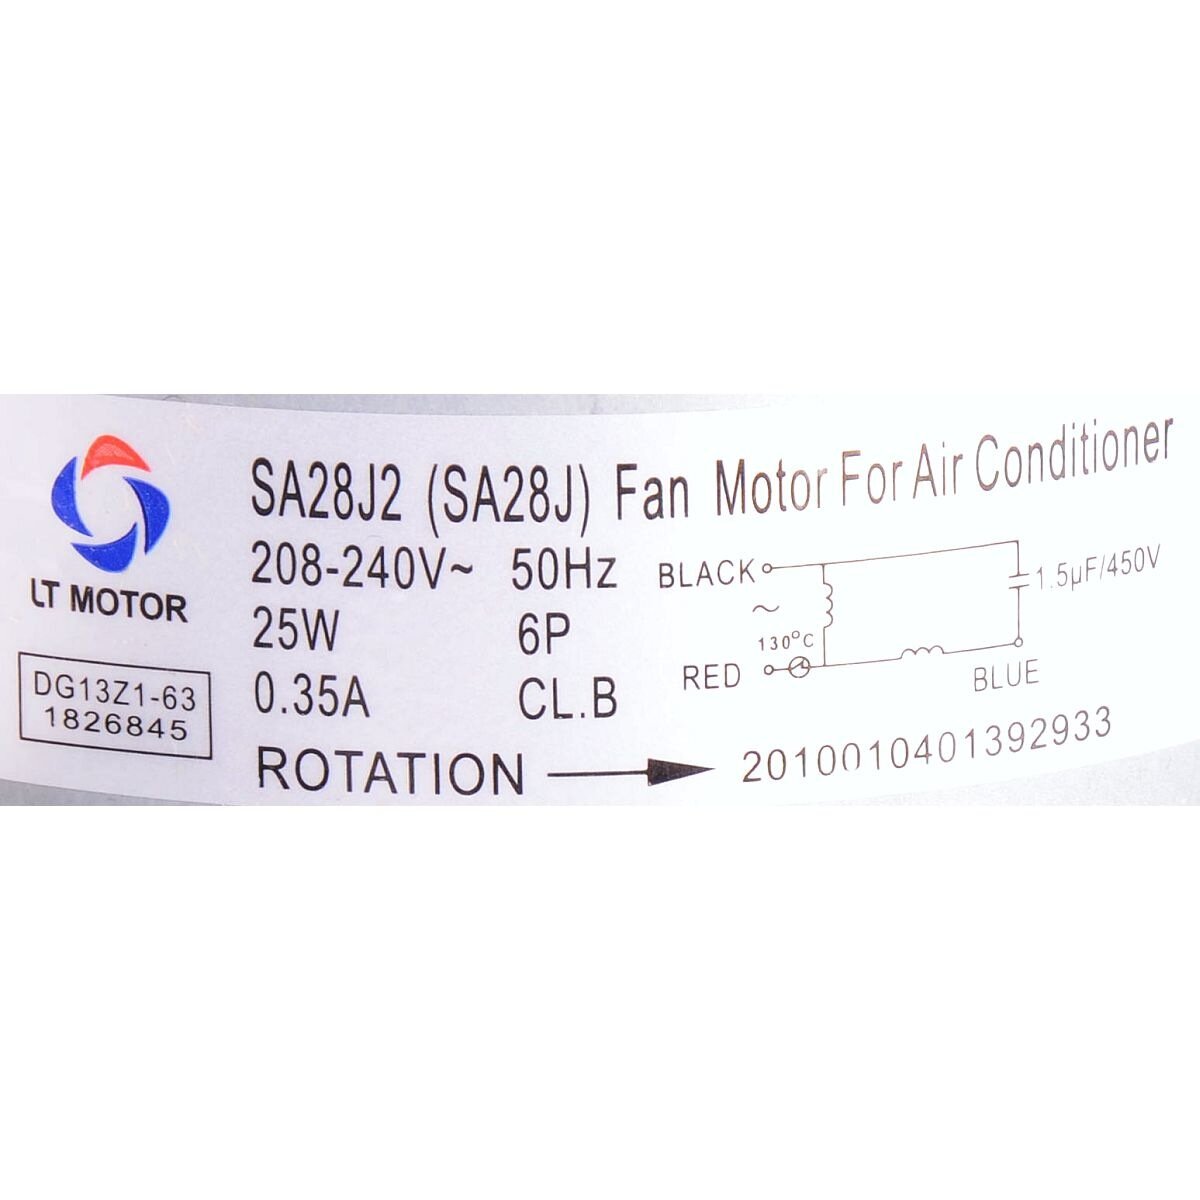 LT MOTOR
DG13Z1-63
1826845
SA28J2 (SA28J) Fan Motor For Air Conditioner
208-240V~ 50Hz
25W 6P
0.35A CL.B
ROTATION
BLACK
~
130°C
RED
1.5μF/450V
BLUE
2010010401392933